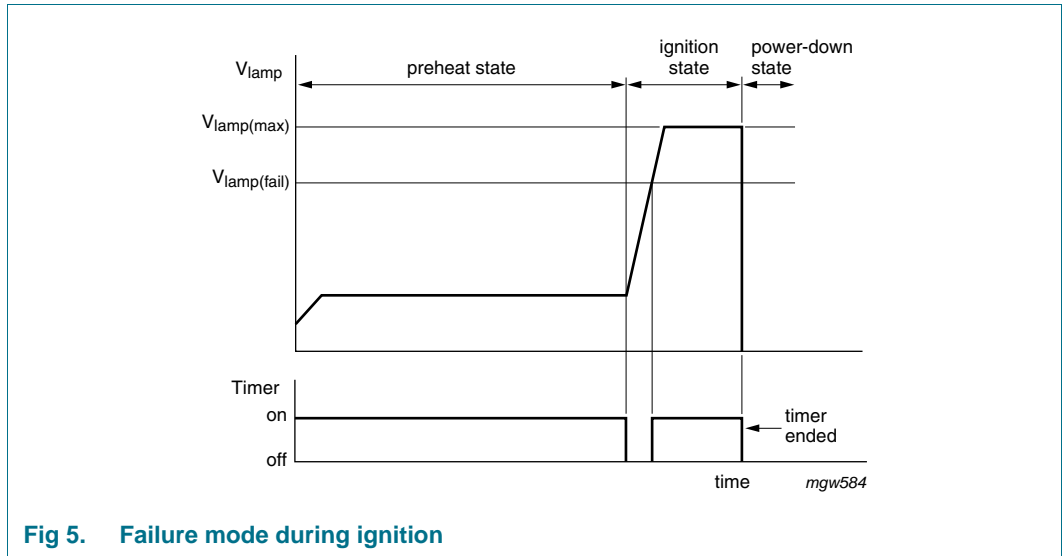 V_lamp
preheat state
ignition
state
power-down
state
V_lamp(max)
V_lamp(fail)
Timer
on
off
timer
ended
time
mgw584
Fig 5. Failure mode during ignition